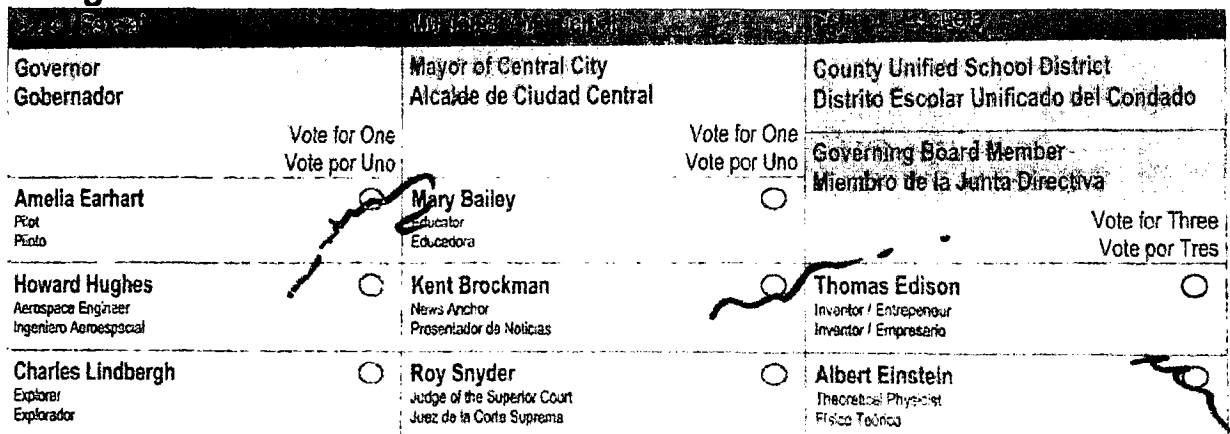 Governor
Gobernador
Vote for One
Vote por Uno
Amelia Earhart
Pilot
Piloto
Howard Hughes
Aerospace Engineer
Ingeniero Aeroespacial
Charles Lindbergh
Explorer
Explorador
Mayor of Central City
Alcalde de Ciudad Central
Vote for One
Vote por Uno
Mary Bailey
Educator
Educadora
Kent Brockman
News Anchor
Presentador de Noticias
Roy Snyder
Judge of the Superior Court
Juez de la Corte Suprema
County Unified School District
Distrito Escolar Unificado del Condado
Governing Board Member
Miembro de la Junta Directiva
Vote for Three
Vote por Tres
Thomas Edison
Inventor / Entrepeneur
Inventor / Empresario
Albert Einstein
Theoretical Physicist
Físico Teórico